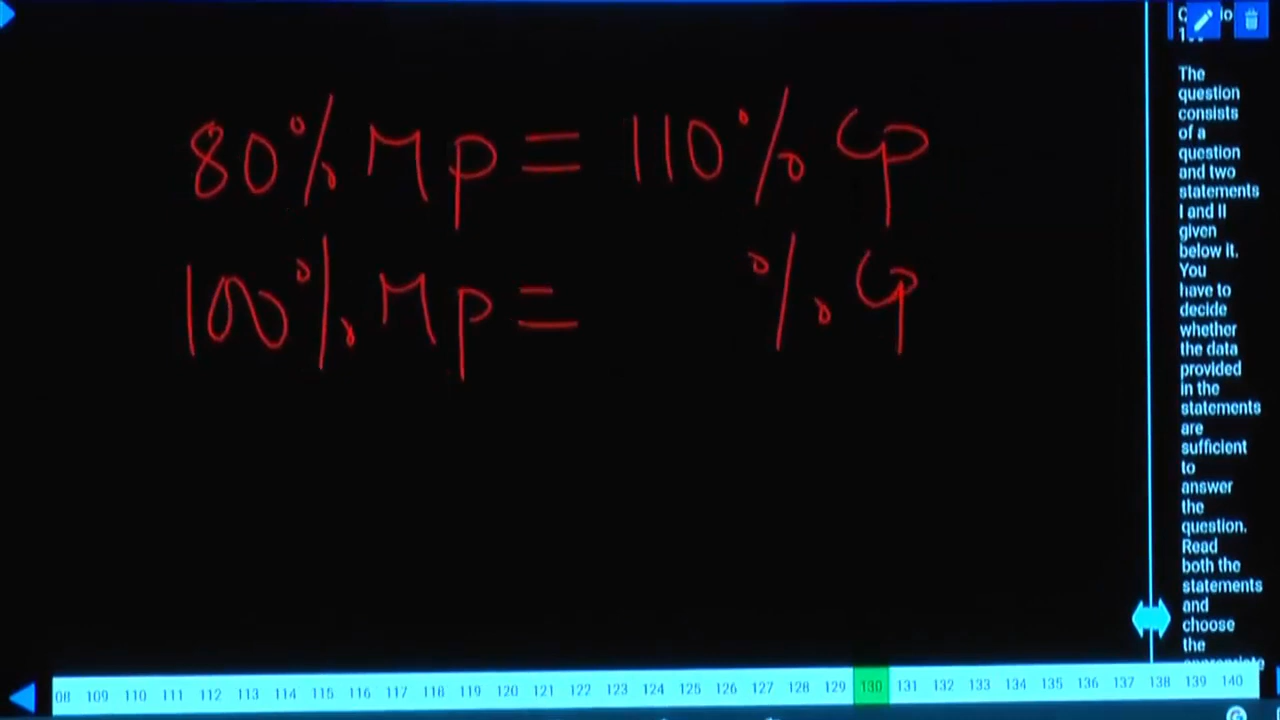 80% Mp = 110% Cp
100% Mp = % Cp
The
question
consists
of a
question
and two
statements
I and II
given
below it.
You
have to
decide
whether
the data
provided
in the
statements
are
sufficient
to
answer
the
question.
Read
both the
statements
and
choose
the
08 109 110 111 112 113 114 115 116 117 118 119 120 121 122 123 124 125 126 127 128 129 130 131 132 133 134 135 136 137 138 139 140